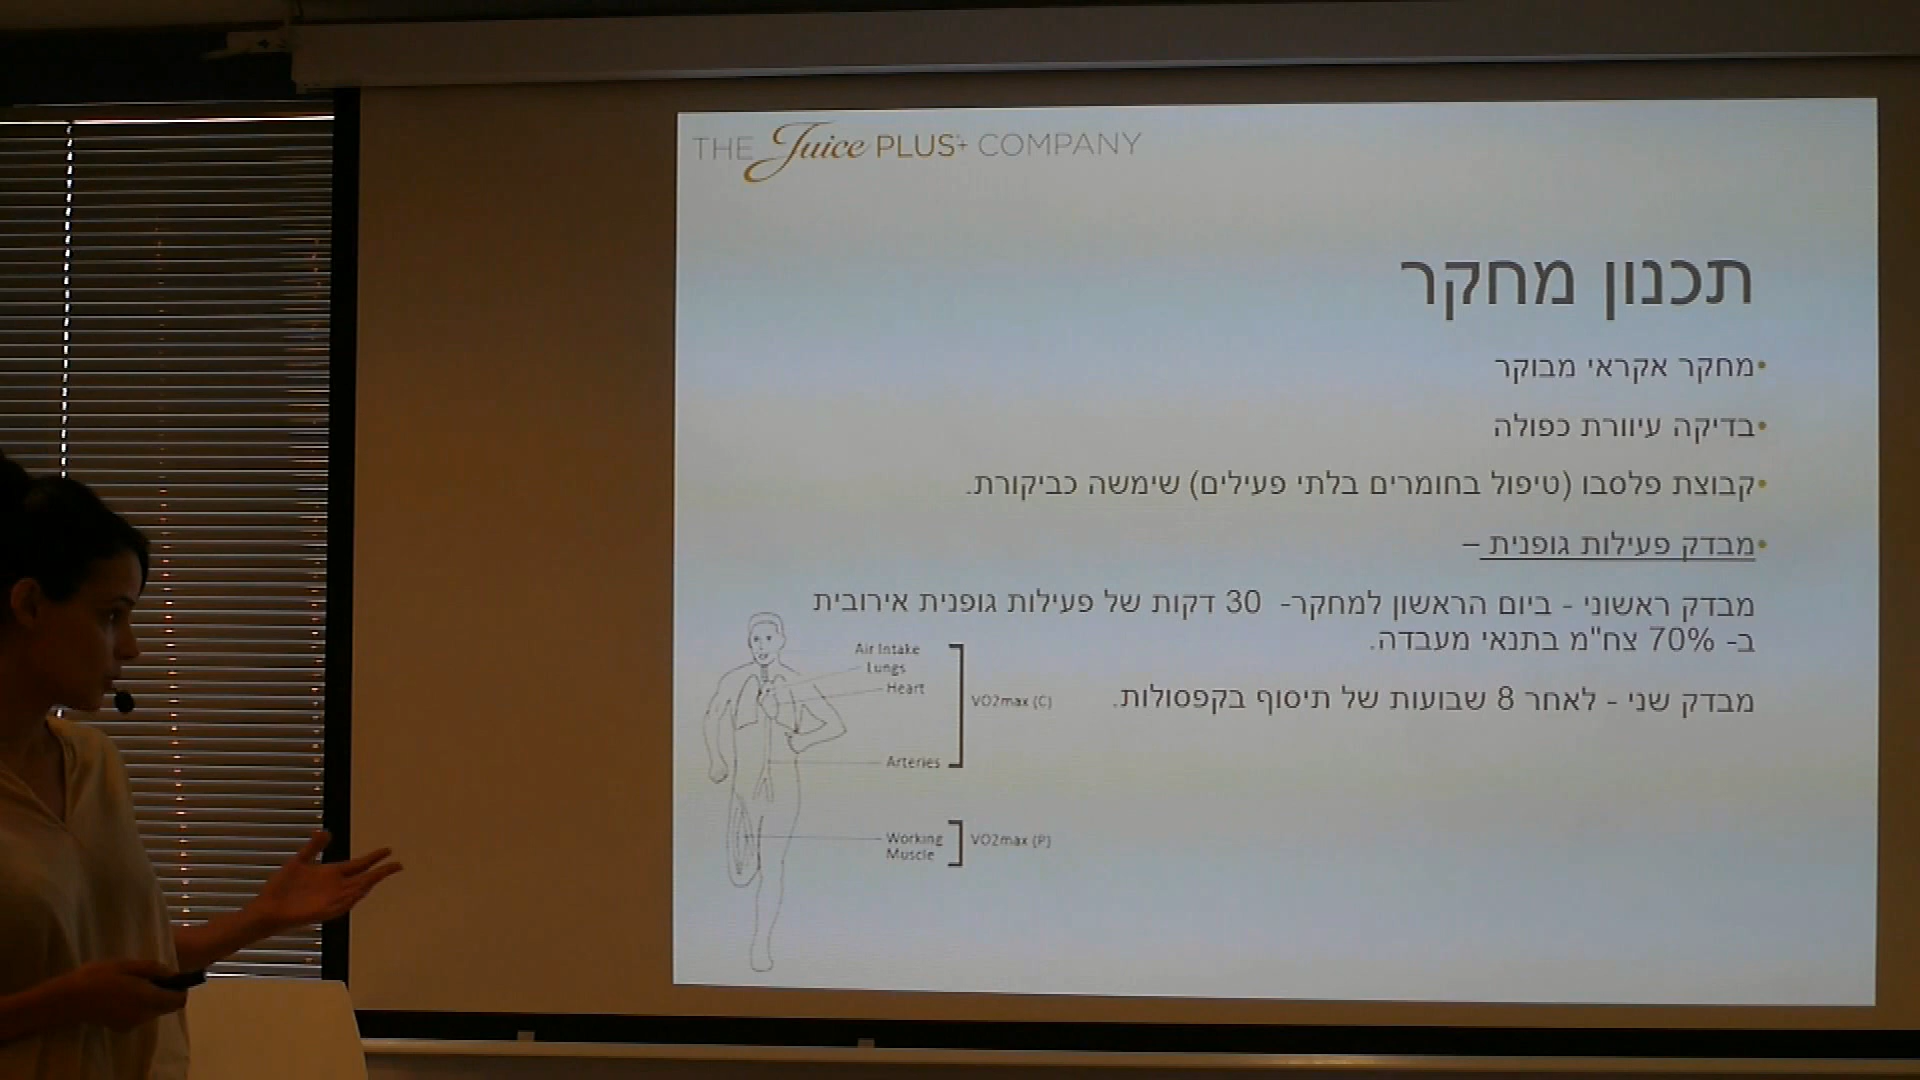 THE Juice PLUS+ COMPANY
תכנון מחקר
•מחקר אקראי מבוקר
•בדיקה עיוורת כפולה
•קבוצת פלסבו (טיפול בחומרים בלתי פעילים) שימשה כביקורת.
•מבדק פעילות גופנית –
מבדק ראשוני - ביום הראשון למחקר- 30 דקות של פעילות גופנית אירובית
ב- 70% צח"מ בתנאי מעבדה.
מבדק שני - לאחר 8 שבועות של תיסוף בקפסולות.
Air Intake
Lungs
Heart
VO2max (C)
Arteries
Working
Muscle
VO2max (P)